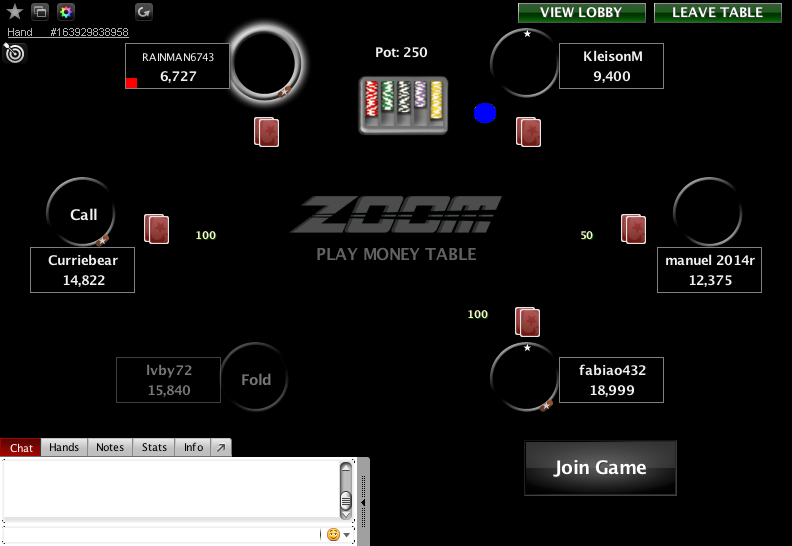 VIEW LOBBY
LEAVE TABLE
Hand #163929838958
RAINMAN6743
6,727
Pot: 250
KleisonM
9,400
Call
Curriebear
14,822
100
ZOOM
PLAY MONEY TABLE
50
manuel 2014r
12,375
100
lvby72
15,840
Fold
fabiao432
18,999
Chat
Hands
Notes
Stats
Info
Join Game